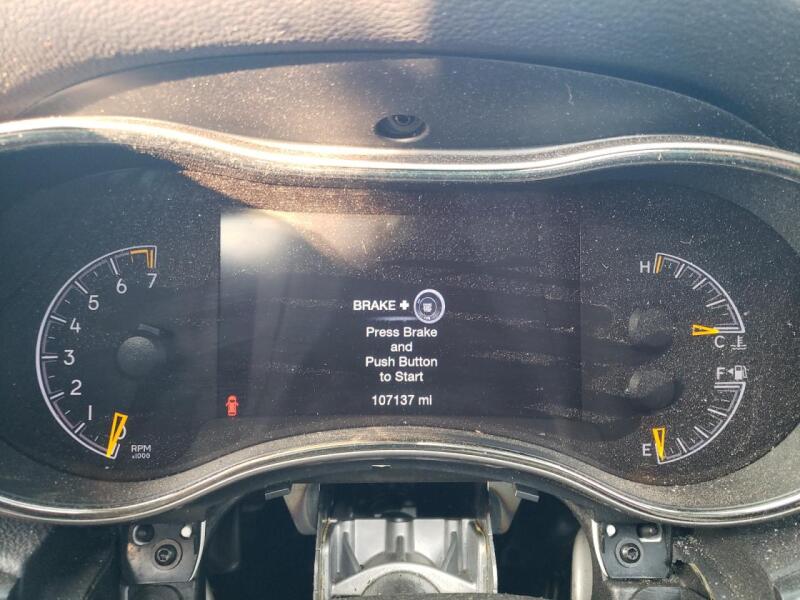 BRAKE +
Press Brake
and
Push Button
to Start
107137 mi
7
6
5
4
3
2
1
0
RPM
x1000
H
C
F
E